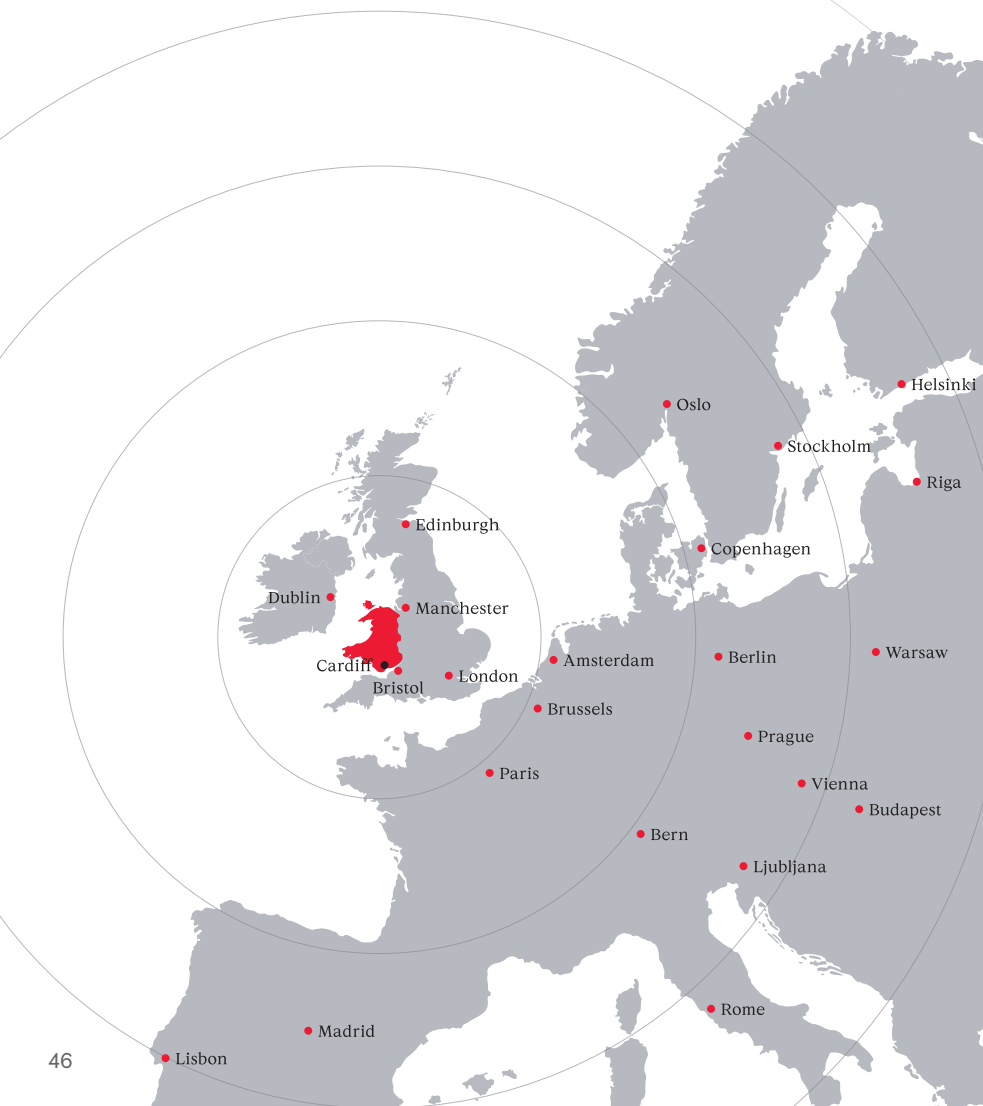 Helsinki
Oslo
Stockholm
Riga
Edinburgh
Copenhagen
Dublin
Manchester
Warsaw
Berlin
Amsterdam
Cardiff
London
Bristol
Brussels
Prague
Paris
Vienna
Budapest
Bern
Ljubljana
Rome
Madrid
Lisbon
46